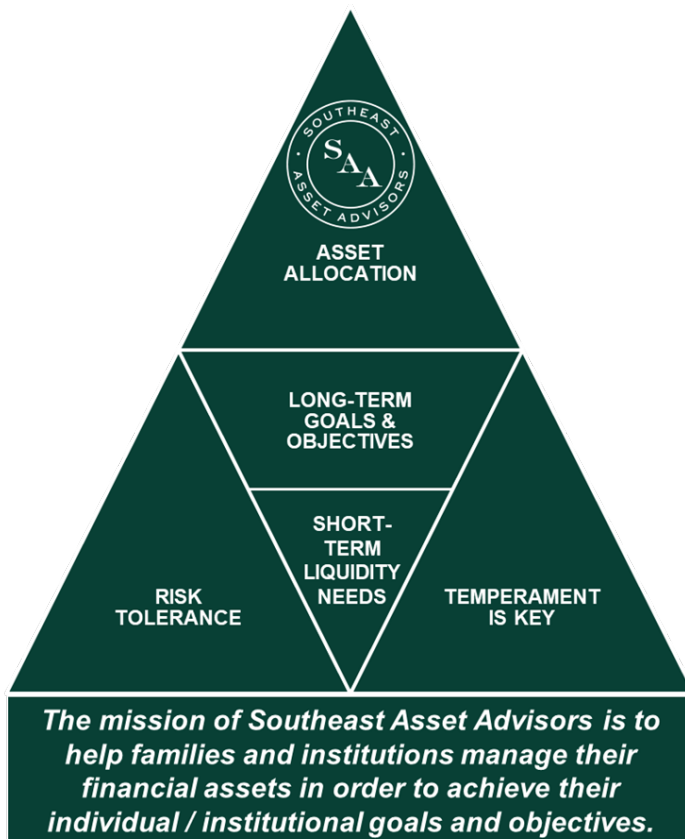 SOUTHEAST
SAA
ASSET ADVISORS
ASSET
ALLOCATION
LONG-TERM
GOALS &
OBJECTIVES
SHORT-
TERM
LIQUIDITY
NEEDS
RISK
TOLERANCE
TEMPERAMENT
IS KEY
The mission of Southeast Asset Advisors is to
help families and institutions manage their
financial assets in order to achieve their
individual / institutional goals and objectives.